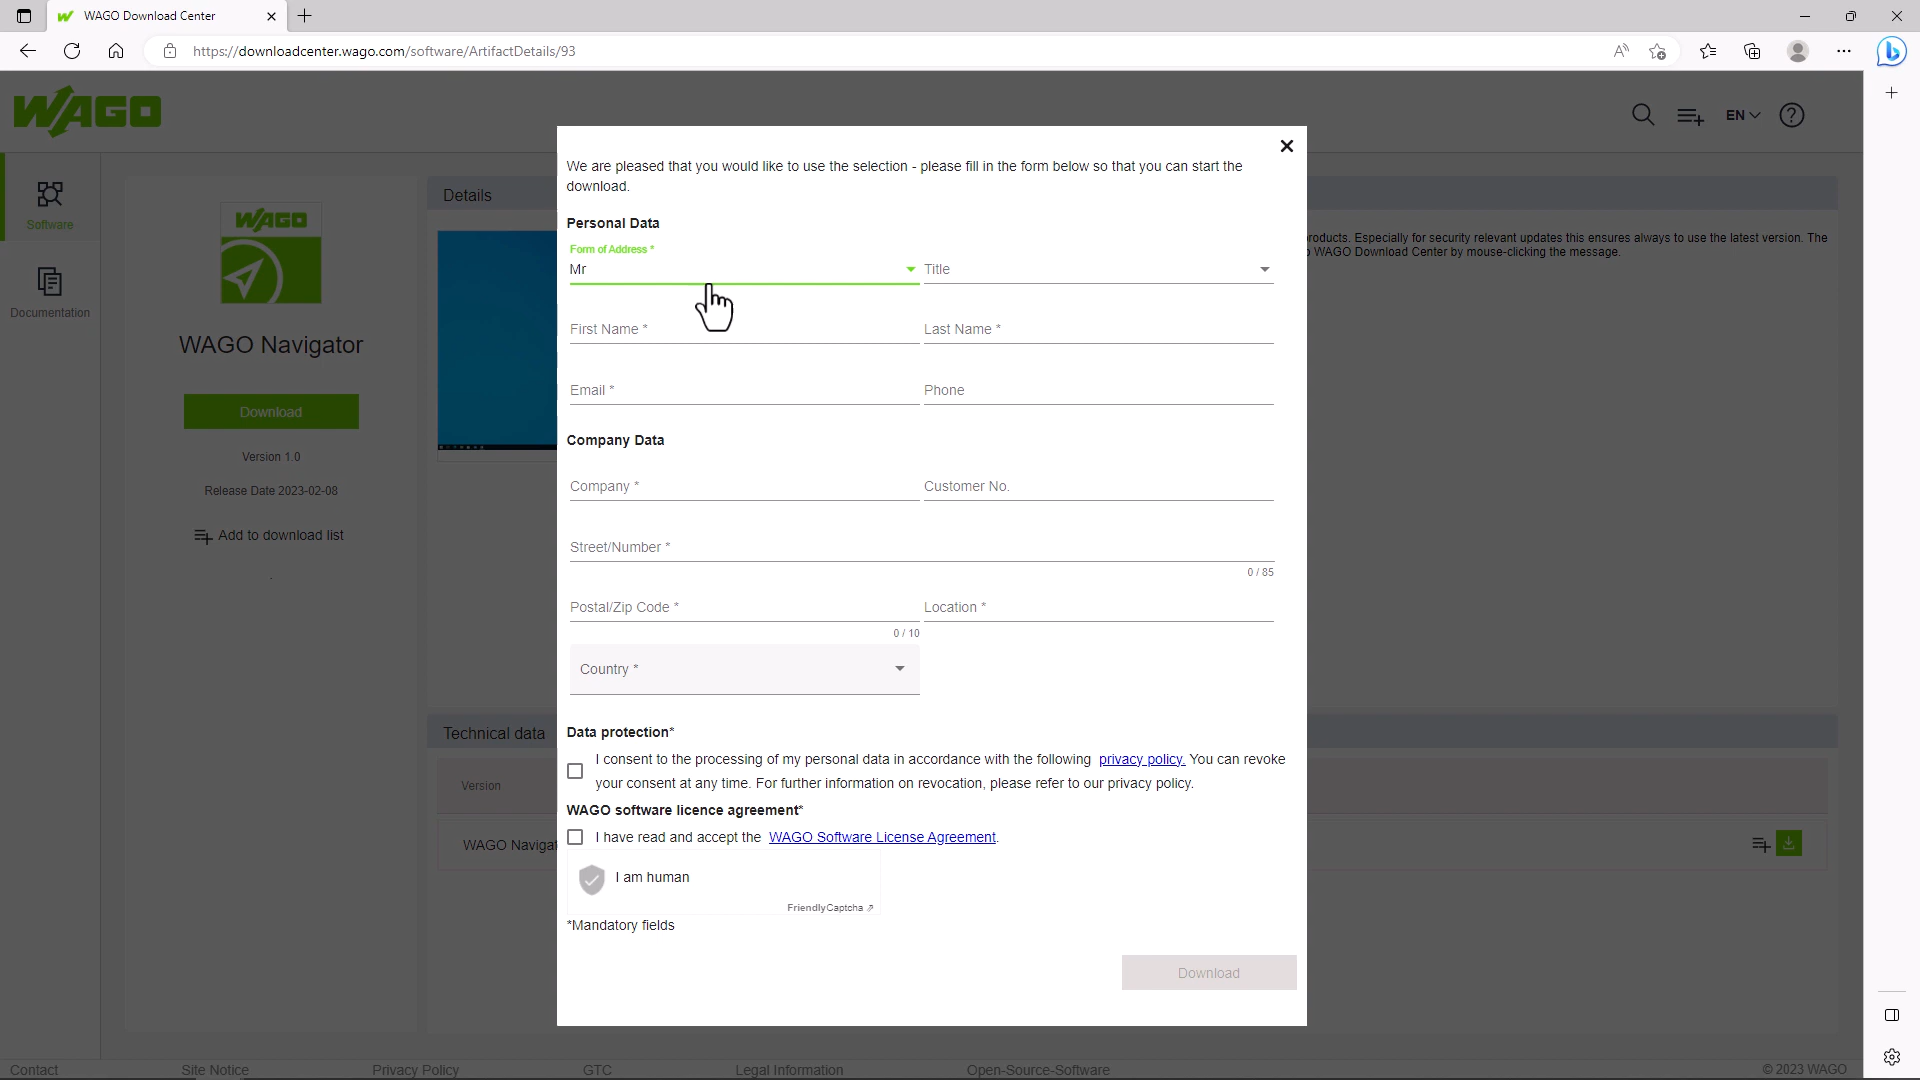 WAGO Download Center
https://downloadcenter.wago.com/software/ArtifactDetails/93
WAGO
EN
Software
Documentation
WAGO
WAGO Navigator
Download
Version 1.0
Release Date 2023-02-08
Add to download list
Details
roducts. Especially for security relevant updates this ensures always to use the latest version. The
WAGO Download Center by mouse-clicking the message.
We are pleased that you would like to use the selection - please fill in the form below so that you can start the
download.
Personal Data
Form of Address *
Mr
Title
First Name *
Last Name *
Email *
Phone
Company Data
Company *
Customer No.
Street/Number *
0 / 85
Postal/Zip Code *
Location *
0 / 10
Country *
Data protection*
I consent to the processing of my personal data in accordance with the following privacy policy. You can revoke
your consent at any time. For further information on revocation, please refer to our privacy policy.
WAGO software licence agreement*
I have read and accept the WAGO Software License Agreement.
I am human
FriendlyCaptcha ⇗
*Mandatory fields
Download
Technical data
Version
WAGO Naviga
Contact
Site Notice
Privacy Policy
GTC
Legal Information
Open-Source-Software
© 2023 WAGO